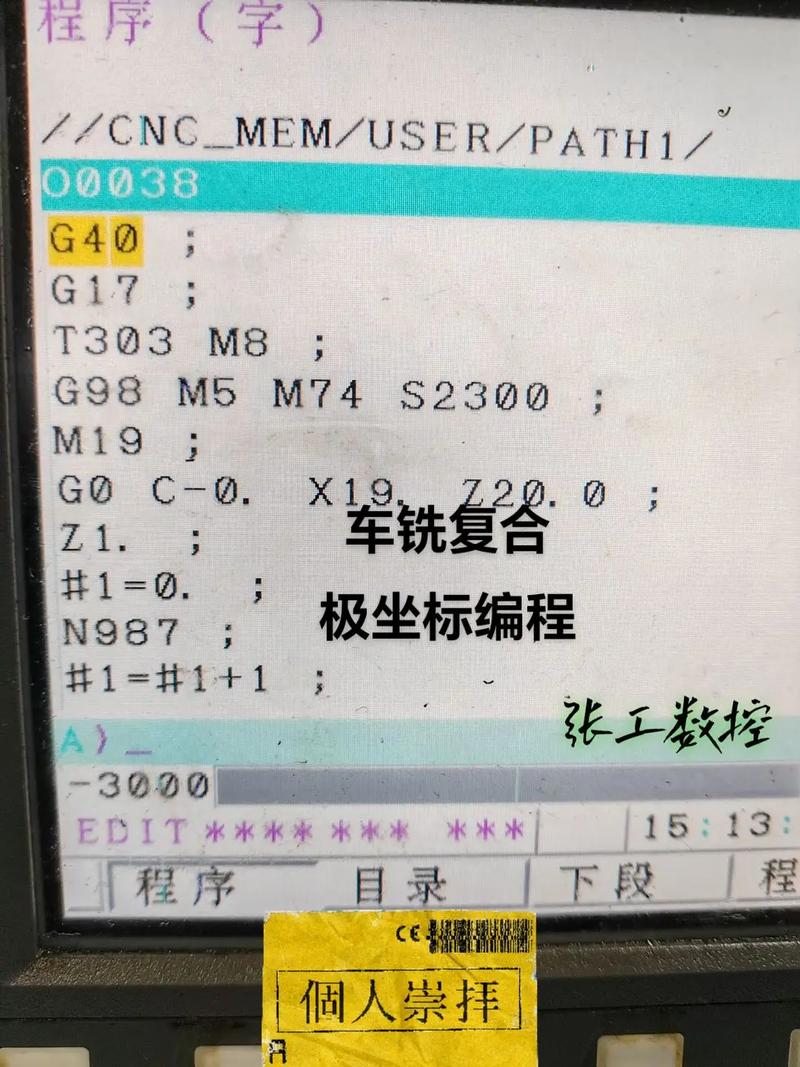 程序(字)
//CNC_MEM/USER/PATH1/
O0038
G40 ;
G17 ;
T303 M8 ;
G98 M5 M74 S2300 ;
M19 ;
G0 C-0. X19. Z20.0 ;
Z1. ;
车铣复合
#1=0. ;
极坐标编程
N987 ;
#1=#1+1 ;
张工数控
A)_
-3000
EDIT **** *** ***
15:13:
程序 目录 下段 程
CE
個人崇拜
A